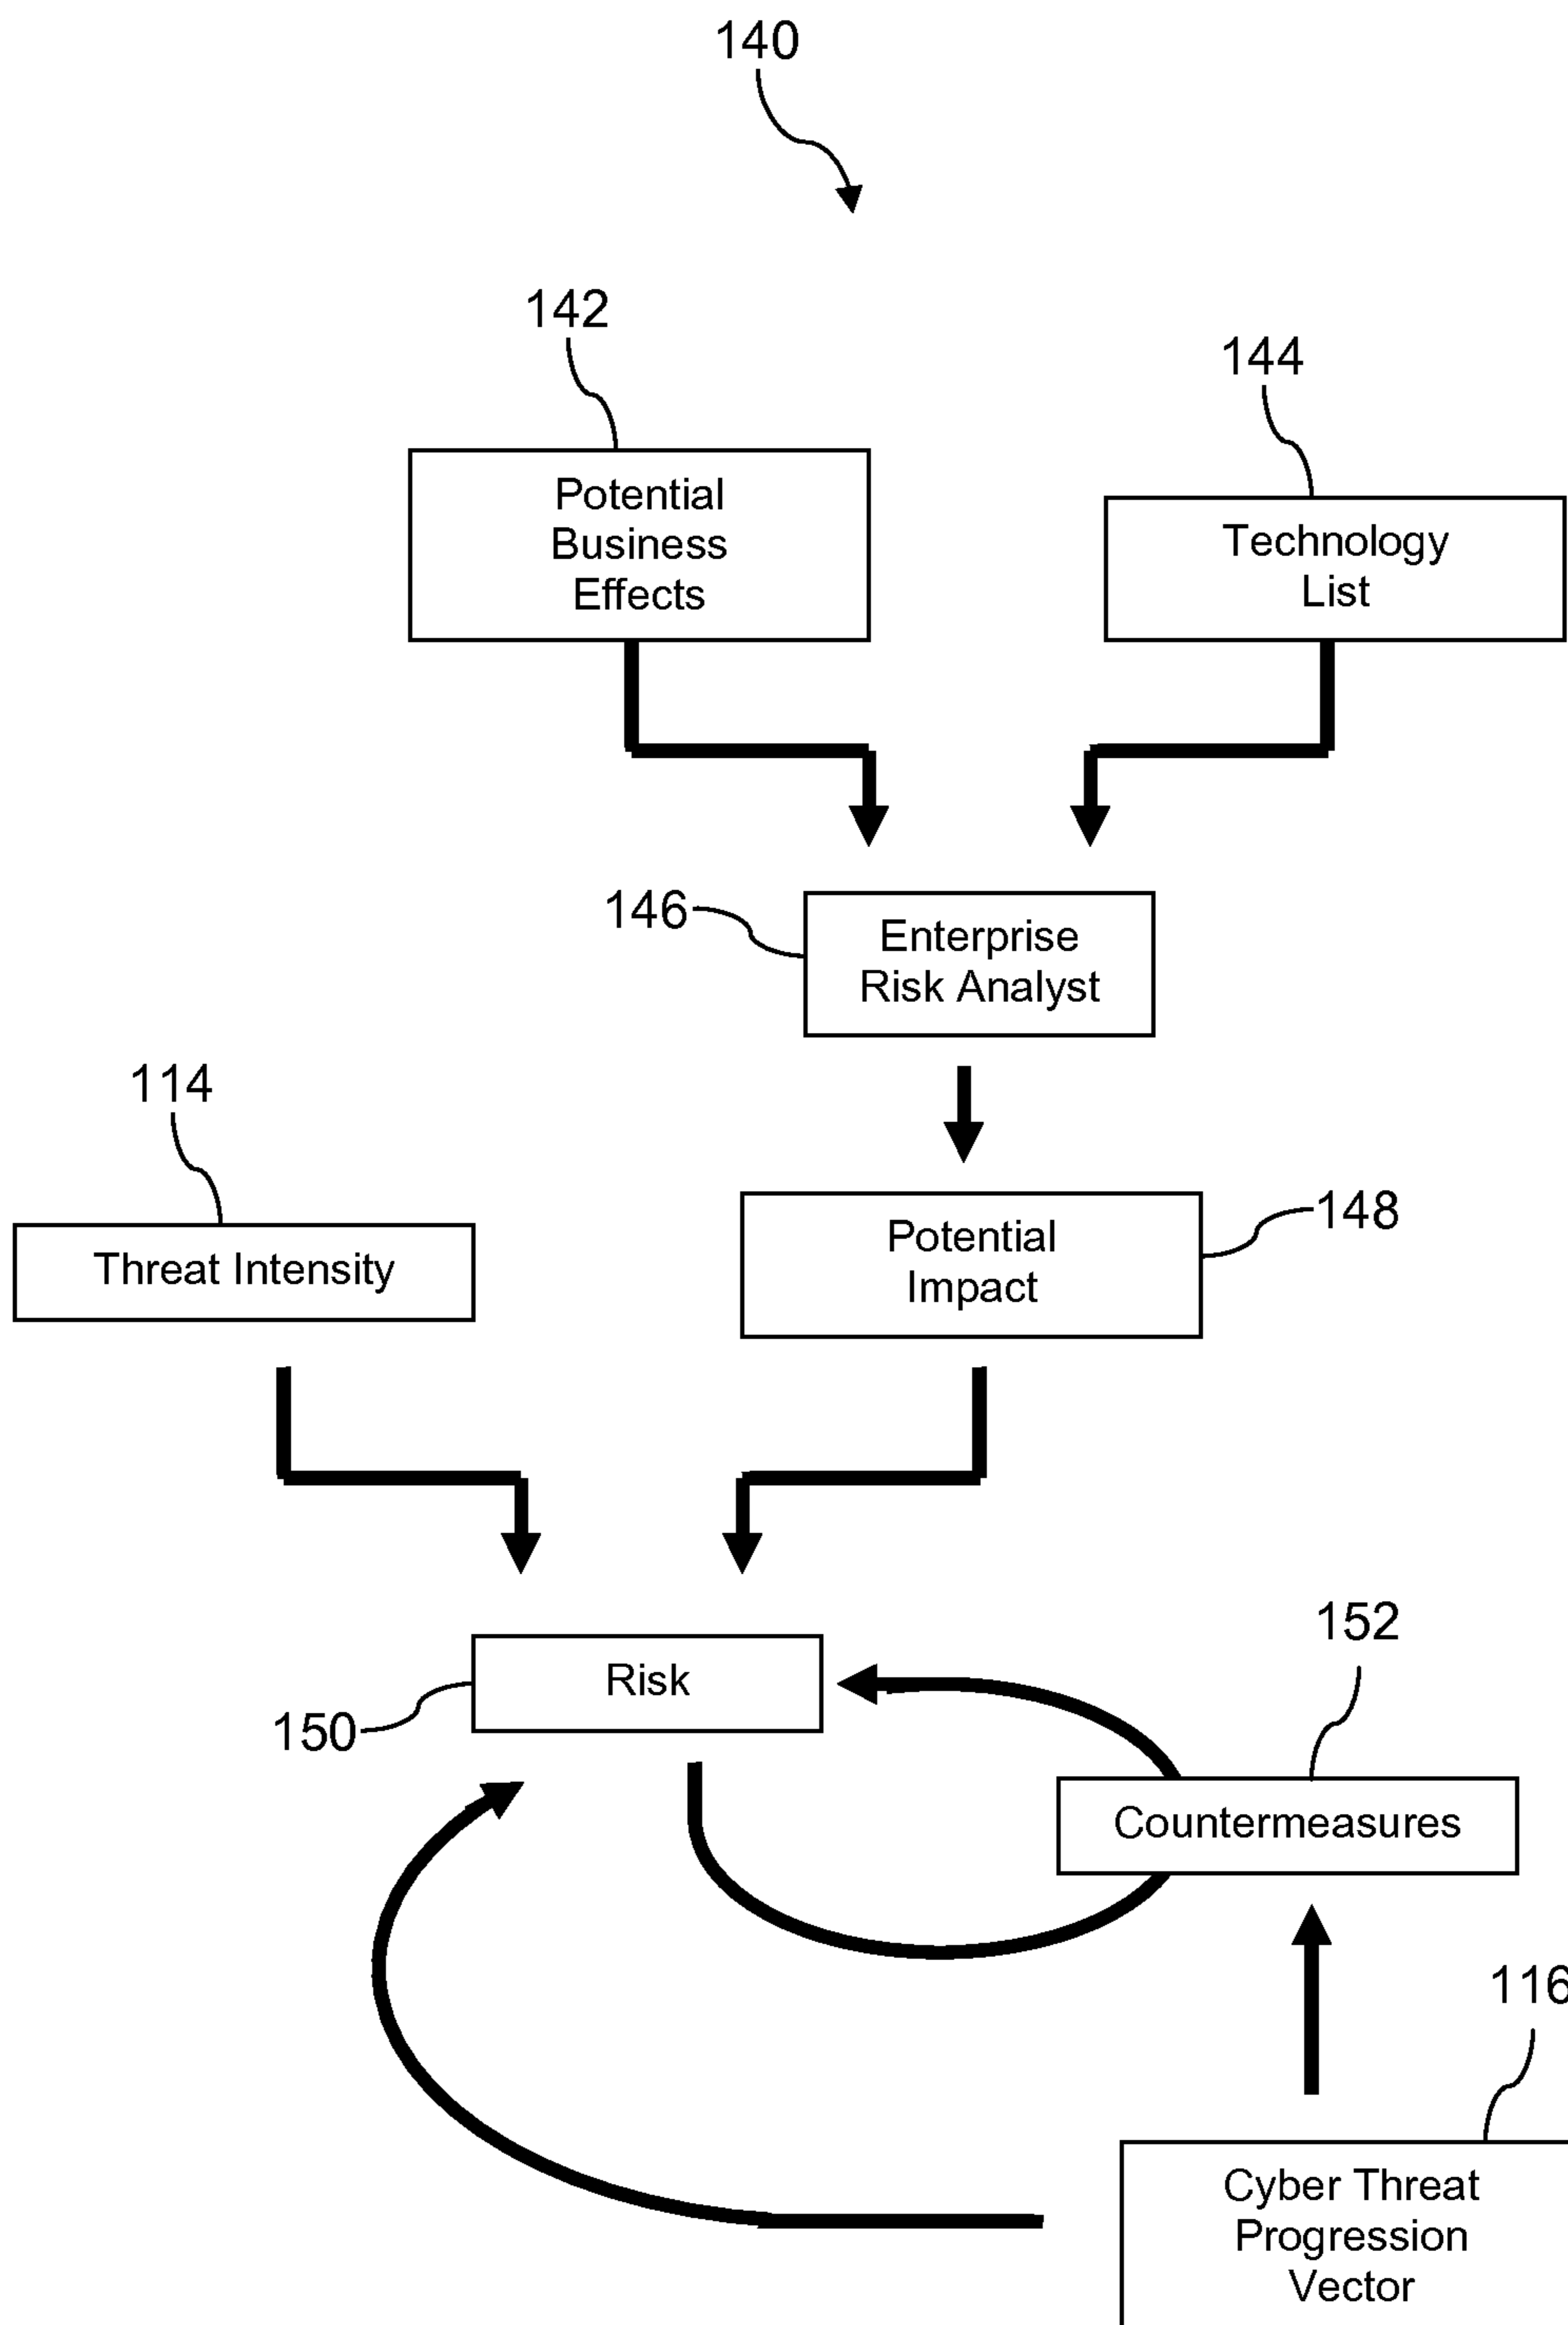 140
142
144
Potential
Business
Effects
Technology
List
146
Enterprise
Risk Analyst
114
148
Potential
Impact
Threat Intensity
152
Risk
150
Countermeasures
116
Cyber Threat
Progression
Vector